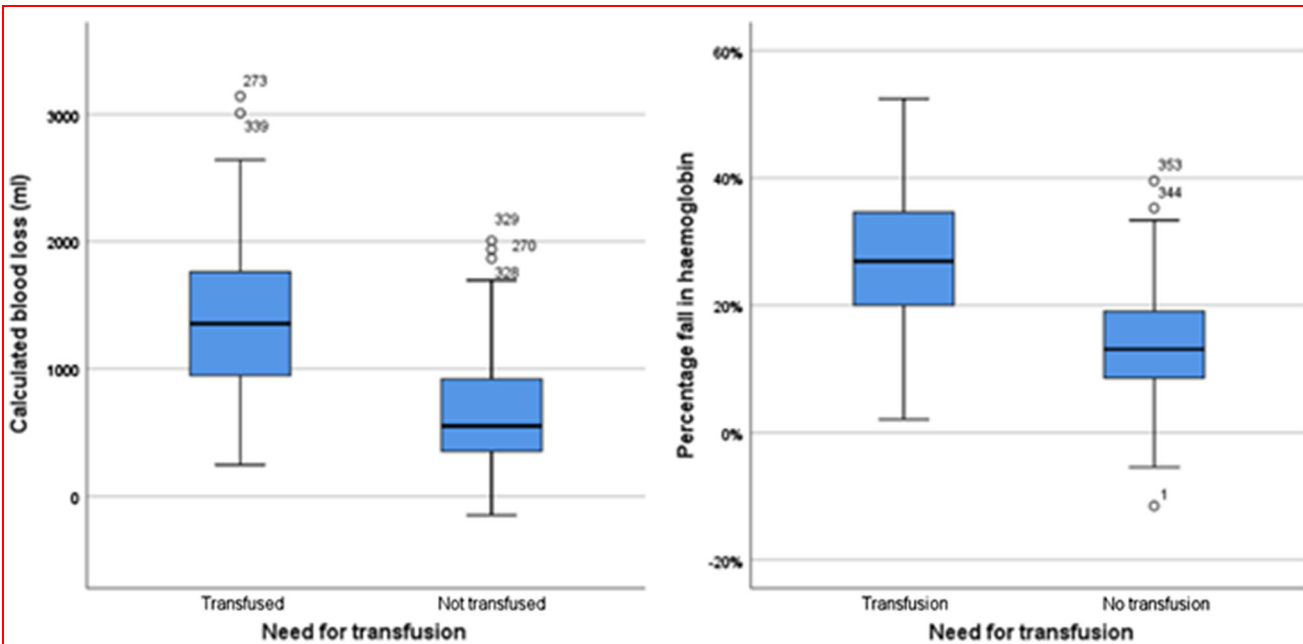 Calculated blood loss (ml)
3000
2000
1000
0
273
339
329
270
328
Transfused
Not transfused
Need for transfusion
Percentage fall in haemoglobin
60%
40%
20%
0%
-20%
353
344
1
Transfusion
No transfusion
Need for transfusion